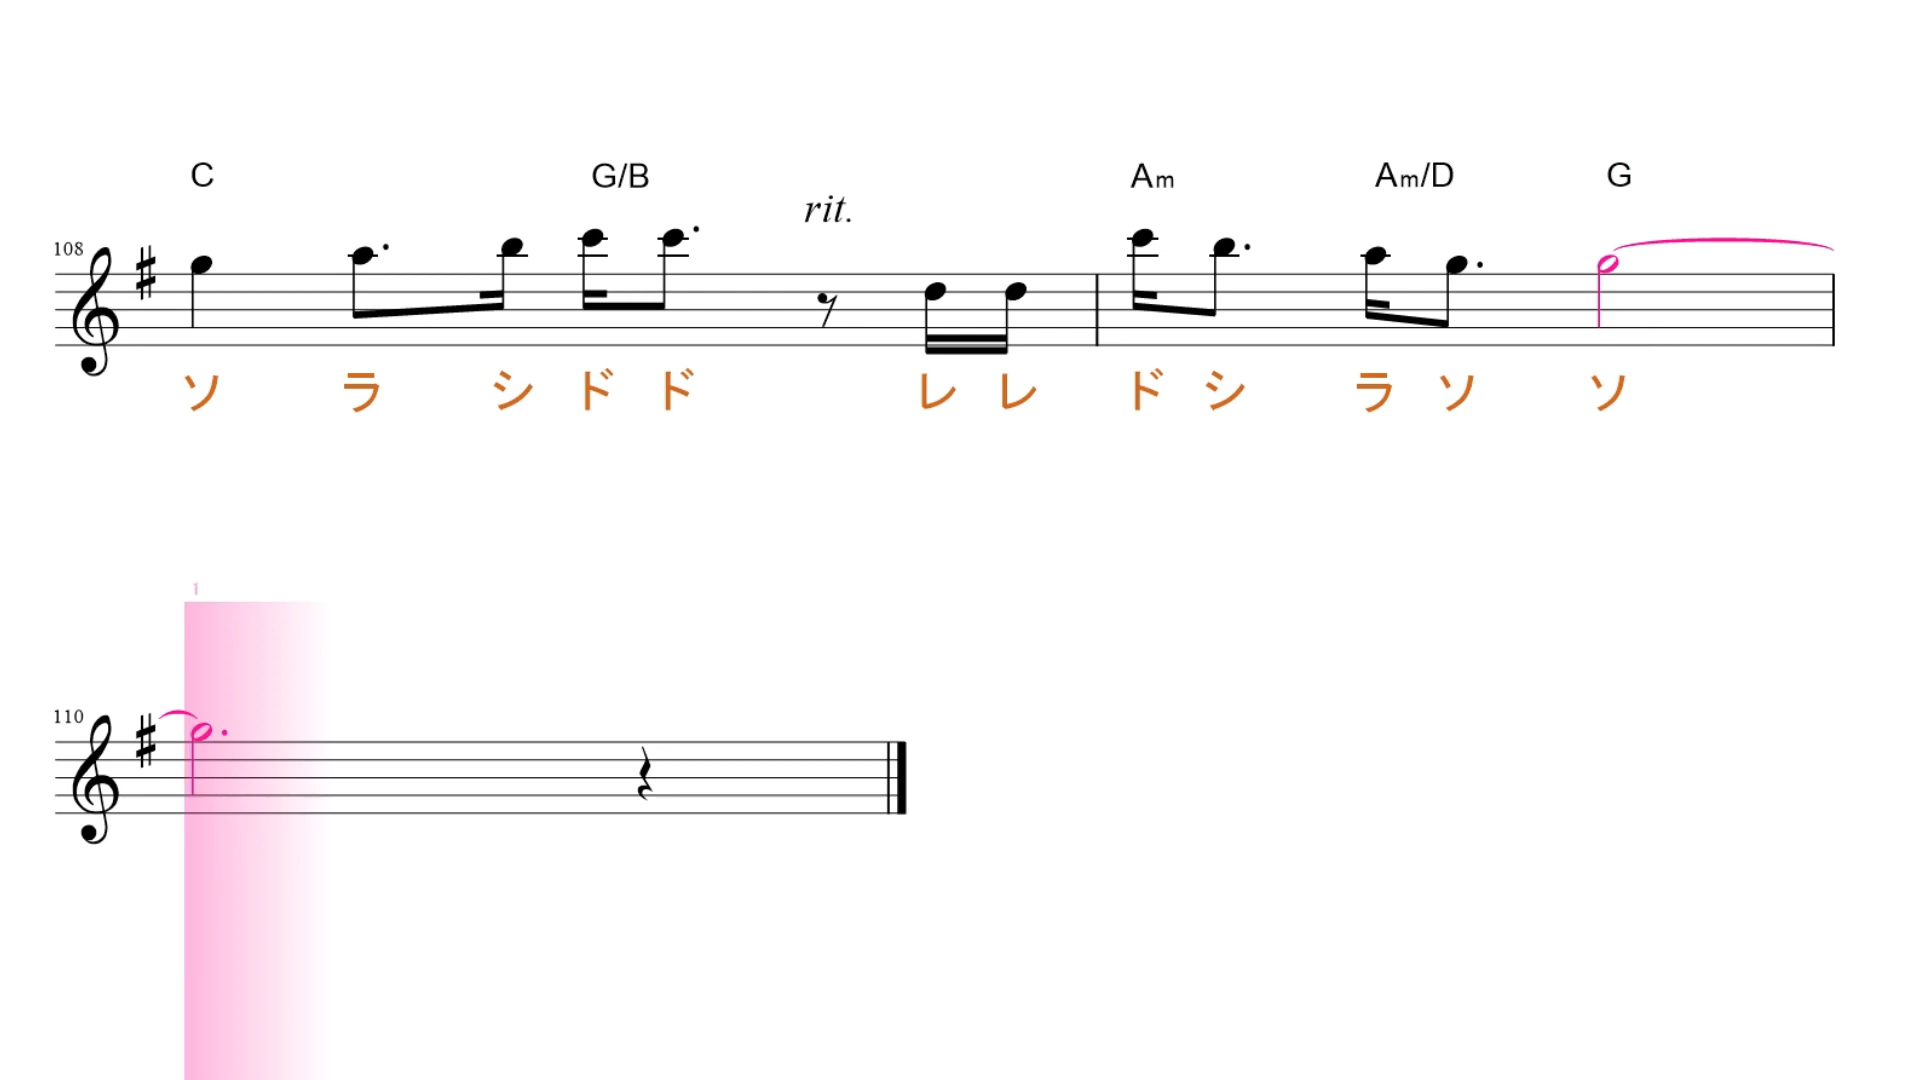 C G/B Am Am/D G
rit.
108
ソ ラ シ ド ド レ レ ド シ ラ ソ ソ
1
110